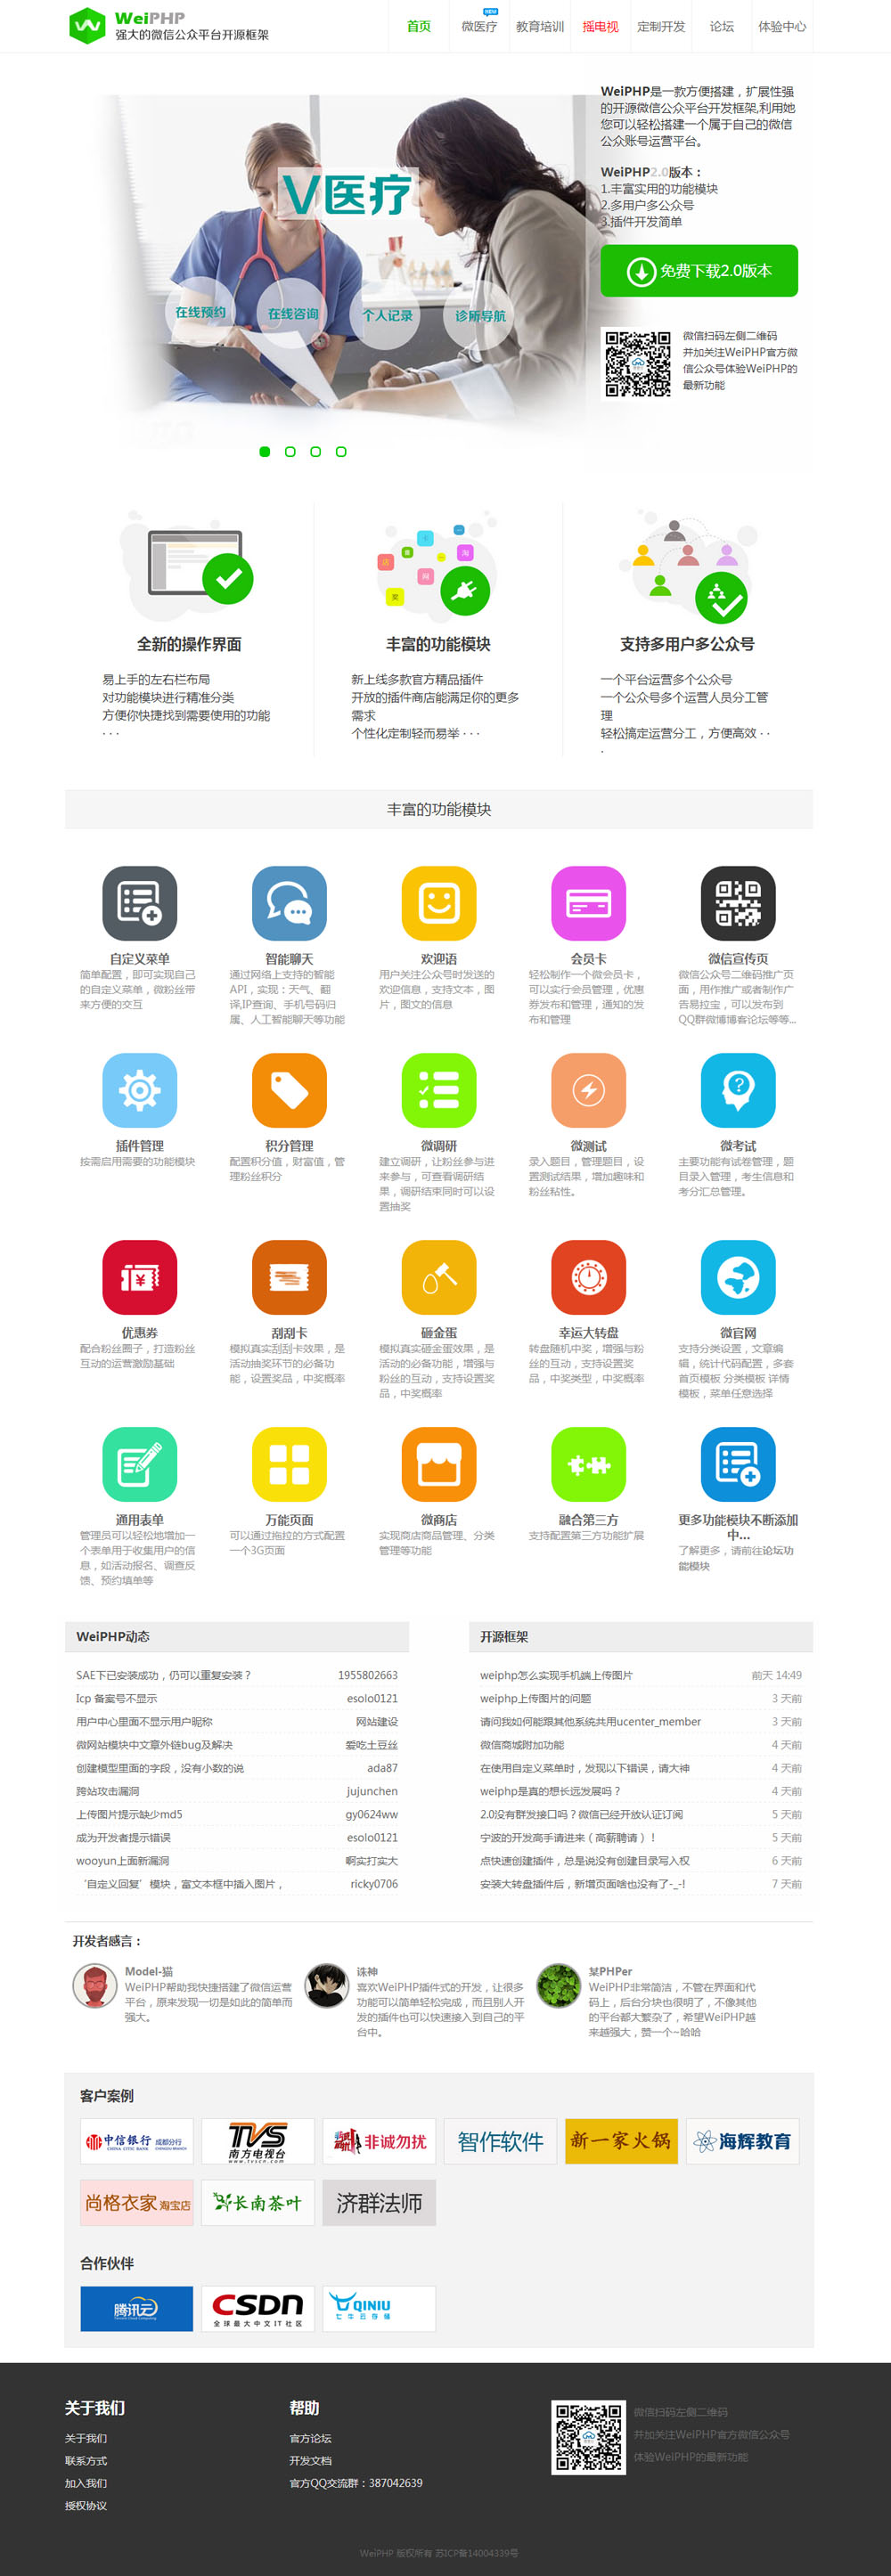 WeiPHP
强大的微信公众平台开源框架
首页
微医疗
NEW
教育培训
摇电视
定制开发
论坛
体验中心
V医疗
在线预约
在线咨询
个人记录
诊所导航
WeiPHP是一款方便搭建，扩展性强
的开源微信公众平台开发框架,利用她
您可以轻松搭建一个属于自己的微信
公众账号运营平台。
WeiPHP2.0版本：
1.丰富实用的功能模块
2.多用户多公众号
3.插件开发简单
免费下载2.0版本
微信扫码左侧二维码
并加关注WeiPHP官方微
信公众号体验WeiPHP的
最新功能
全新的操作界面
易上手的左右栏布局
对功能模块进行精准分类
方便你快捷找到需要使用的功能
· · ·
丰富的功能模块
新上线多款官方精品插件
开放的插件商店能满足你的更多
需求
个性化定制轻而易举 · · ·
支持多用户多公众号
一个平台运营多个公众号
一个公众号多个运营人员分工管
理
轻松搞定运营分工，方便高效 · ·
·
丰富的功能模块
自定义菜单
简单配置，即可实现自己
的自定义菜单，微粉丝带
来方便的交互
智能聊天
通过网络上支持的智能
API，实现：天气、翻
译,IP查询、手机号码归
属、人工智能聊天等功能
欢迎语
用户关注公众号时发送的
欢迎信息，支持文本，图
片，图文的信息
会员卡
轻松制作一个微会员卡，
可以实行会员管理，优惠
券发布和管理，通知的发
布和管理
微信宣传页
微信公众号二维码推广页
面，用作推广或者制作广
告易拉宝，可以发布到
QQ群微博博客论坛等等...
插件管理
按需启用需要的功能模块
积分管理
配置积分值，财富值，管
理粉丝积分
微调研
建立调研，让粉丝参与进
来参与，可查看调研结
果，调研结束同时可以设
置抽奖
微测试
录入题目，管理题目，设
置测试结果，增加趣味和
粉丝粘性。
微考试
主要功能有试卷管理，题
目录入管理，考生信息和
考分汇总管理。
优惠券
配合粉丝圈子，打造粉丝
互动的运营激励基础
刮刮卡
模拟真实刮刮卡效果，是
活动抽奖环节的必备功
能，设置奖品，中奖概率
砸金蛋
模拟真实砸金蛋效果，是
活动的必备功能，增强与
粉丝的互动，支持设置奖
品，中奖概率
幸运大转盘
转盘随机中奖，增强与粉
丝的互动，支持设置奖
品，中奖类型，中奖概率
微官网
支持分类设置，文章编
辑，统计代码配置，多套
首页模板 分类模板 详情
模板，菜单任意选择
通用表单
管理员可以轻松地增加一
个表单用于收集用户的信
息，如活动报名、调查反
馈、预约填单等
万能页面
可以通过拖拉的方式配置
一个3G页面
微商店
实现商店商品管理、分类
管理等功能
融合第三方
支持配置第三方功能扩展
更多功能模块不断添加
中...
了解更多，请前往论坛功
能模块
WeiPHP动态
SAE下已安装成功，仍可以重复安装？ 1955802663
Icp 备案号不显示 esolo0121
用户中心里面不显示用户昵称 网站建设
微网站模块中文章外链bug及解决 爱吃土豆丝
创建模型里面的字段，没有小数的说 ada87
跨站攻击漏洞 jujunchen
上传图片提示缺少md5 gy0624ww
成为开发者提示错误 esolo0121
wooyun上面新漏洞 啊实打实大
‘自定义回复’模块，富文本框中插入图片， ricky0706
开源框架
weiphp怎么实现手机端上传图片 前天 14:49
weiphp上传图片的问题 3 天前
请问我如何能跟其他系统共用ucenter_member 3 天前
微信商城附加功能 4 天前
在使用自定义菜单时，发现以下错误，请大神 4 天前
weiphp是真的想长远发展吗？ 4 天前
2.0没有群发接口吗？微信已经开放认证订阅 5 天前
宁波的开发高手请进来（高薪聘请）！ 5 天前
点快速创建插件，总是说没有创建目录写入权 6 天前
安装大转盘插件后，新增页面啥也没有了-_-! 7 天前
开发者感言：
Model-猫
WeiPHP帮助我快捷搭建了微信运营
平台，原来发现一切是如此的简单而
强大。
诛神
喜欢WeiPHP插件式的开发，让很多
功能可以简单轻松完成，而且别人开
发的插件也可以快速接入到自己的平
台中。
某PHPer
WeiPHP非常简洁，不管在界面和代
码上，后台分块也很明了，不像其他
的平台都大繁杂了，希望WeiPHP越
来越强大，赞一个~哈哈
客户案例
中信银行 成都分行
CHINA CITIC BANK
TVS
南方电视台
www.tvscn.com
非诚勿扰
智作软件
新一家火锅
海辉教育
尚格衣家 淘宝店
长南茶叶
济群法师
合作伙伴
腾讯云
CSDN
全球最大中文IT社区
QINIU
七牛云存储
关于我们
关于我们
联系方式
加入我们
授权协议
帮助
官方论坛
开发文档
官方QQ交流群：387042639
微信扫码左侧二维码
并加关注WeiPHP官方微信公众号
体验WeiPHP的最新功能
WeiPHP 版权所有 苏ICP备14004339号